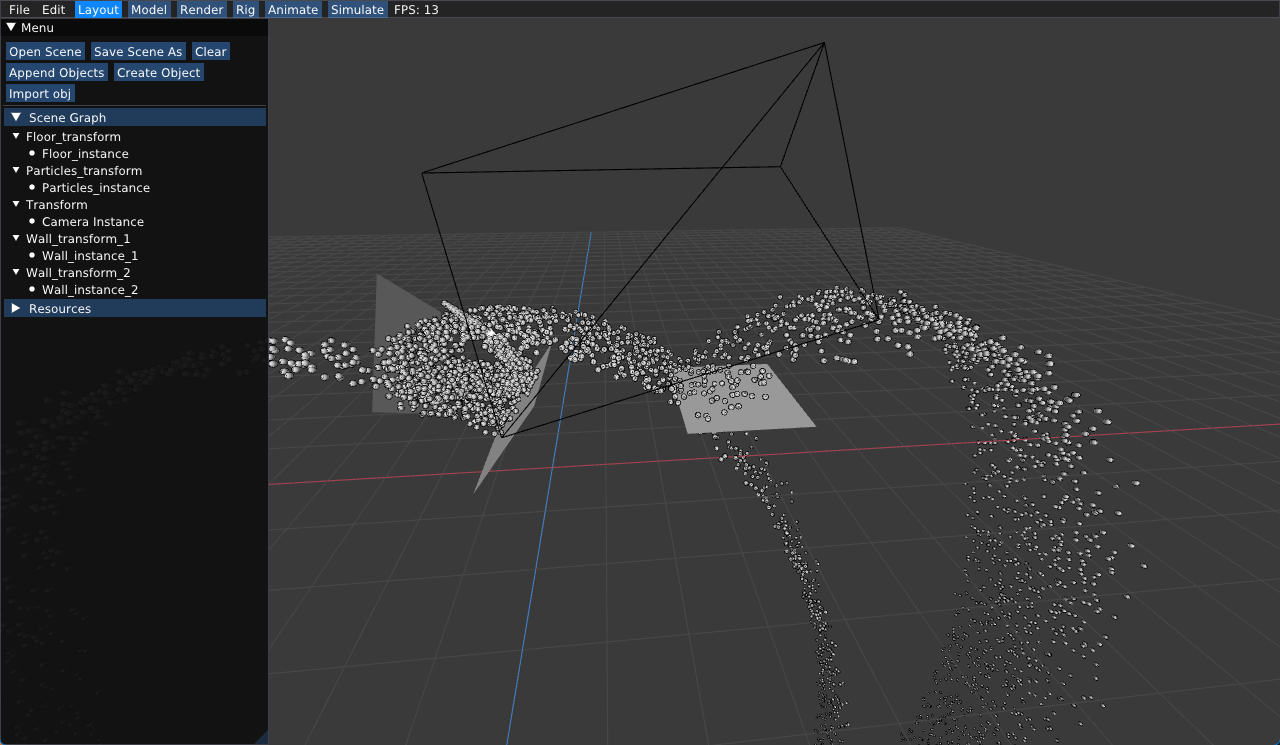 File Edit Layout Model Render Rig Animate Simulate FPS: 13
Menu
Open Scene Save Scene As Clear
Append Objects Create Object
Import obj
Scene Graph
Floor_transform
Floor_instance
Particles_transform
Particles_instance
Transform
Camera Instance
Wall_transform_1
Wall_instance_1
Wall_transform_2
Wall_instance_2
Resources